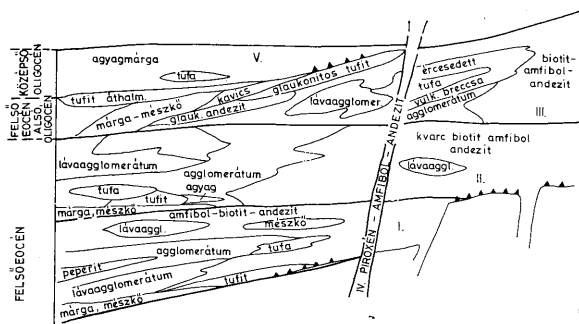 FELSŐ EOCÉN
ALSÓ OLIGOCÉN
KÖZÉPSŐ OLIGOCÉN
FELSŐEOCÉN
agyagmárga
V.
tufa
tufit áthalm.
kavics
glaukonitos tufit
márga-mészkő
glauk. andezit
lávaagglomer.
ércesedett
tufa
vulk. breccsa
agglomerátum
biotit-
amfibol-
andezit
III.
lávaagglomerátum
agglomerátum
agyag
tufa
tufit
márga, mészkő
kvarc biotit amfibol
andezit
lávaaggl.
II.
amfibol-biotit-andezit
lávaaggl.
mészkő
I.
agglomerátum
tufa
peperit
lávaagglomerátum
tufit
márga, mészkő
IV. PIROXÉN - AMFIBOL - ANDEZIT